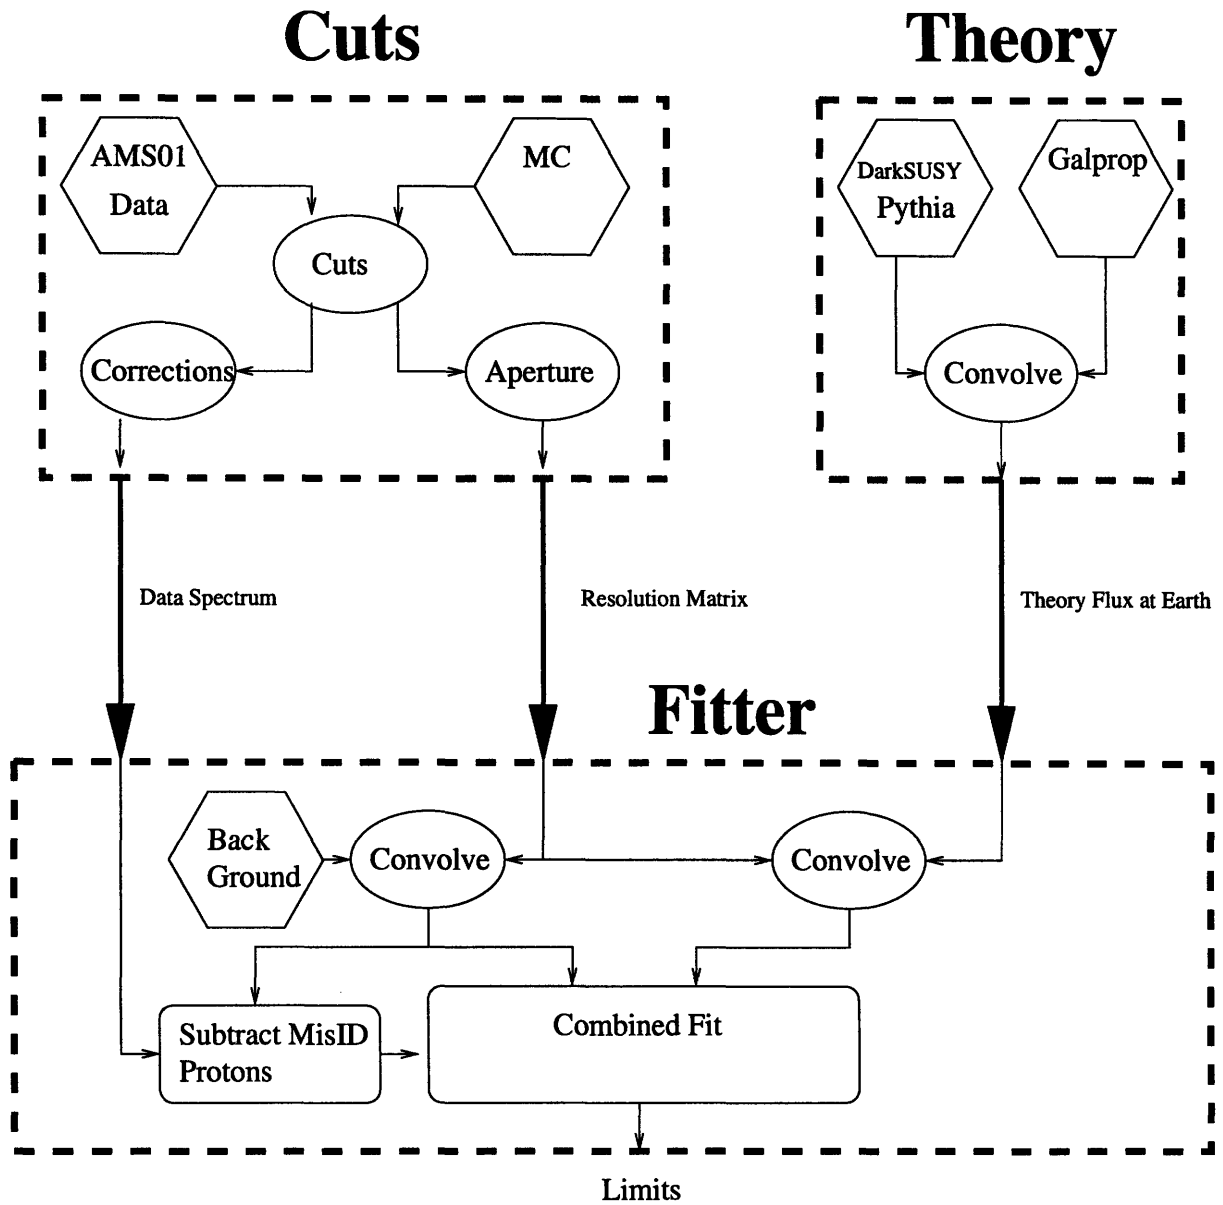 Cuts
Theory
AMS01
Data
MC
Cuts
Corrections
Aperture
DarkSUSY
Pythia
Galprop
Convolve
Data Spectrum
Resolution Matrix
Theory Flux at Earth
Fitter
Back
Ground
Convolve
Convolve
Subtract MisID
Protons
Combined Fit
Limits